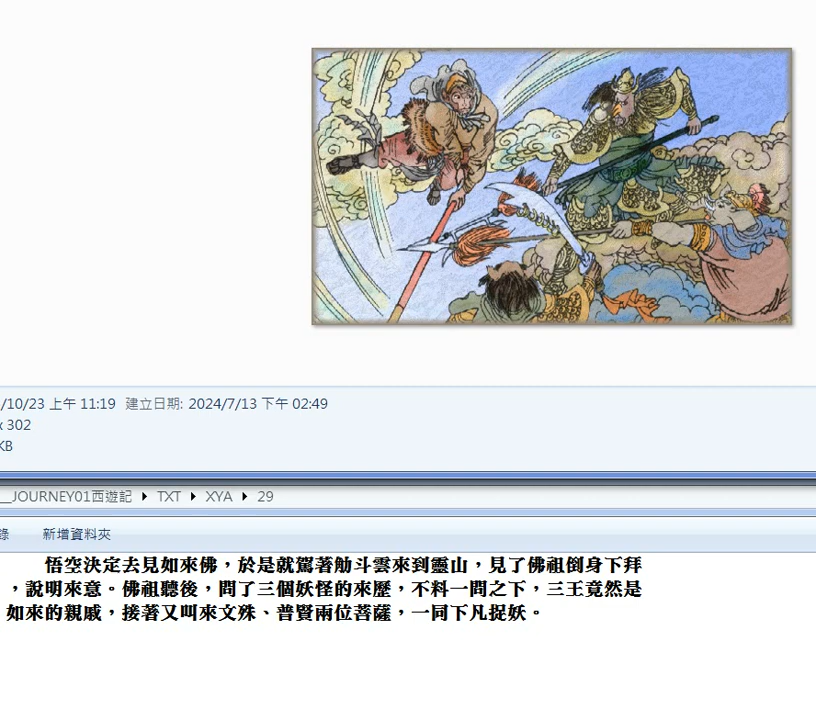 /10/23 上午 11:19 建立日期: 2024/7/13 下午 02:49
x 302
KB
__JOURNEY01西遊記 ▶ TXT ▶ XYA ▶ 29
錄 新增資料夾
悟空決定去見如來佛，於是就駕著觔斗雲來到靈山，見了佛祖倒身下拜
，說明來意。佛祖聽後，問了三個妖怪的來歷，不料一問之下，三王竟然是
如來的親戚，接著又叫來文殊、普賢兩位菩薩，一同下凡捉妖。